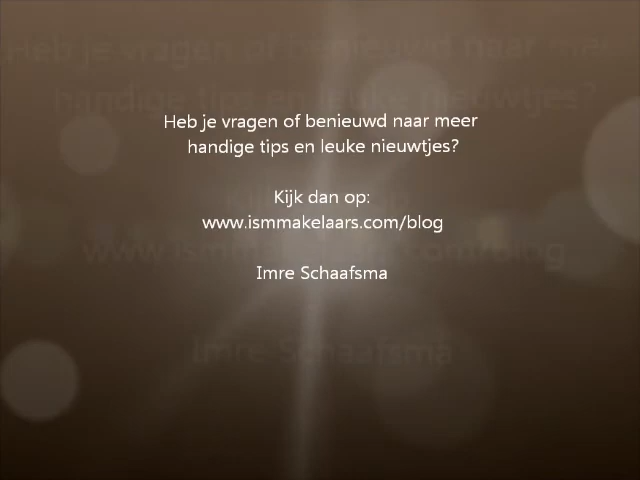 Heb je vragen of benieuwd naar meer
handige tips en leuke nieuwtjes?
Kijk dan op:
www.ismmakelaars.com/blog
Imre Schaafsma